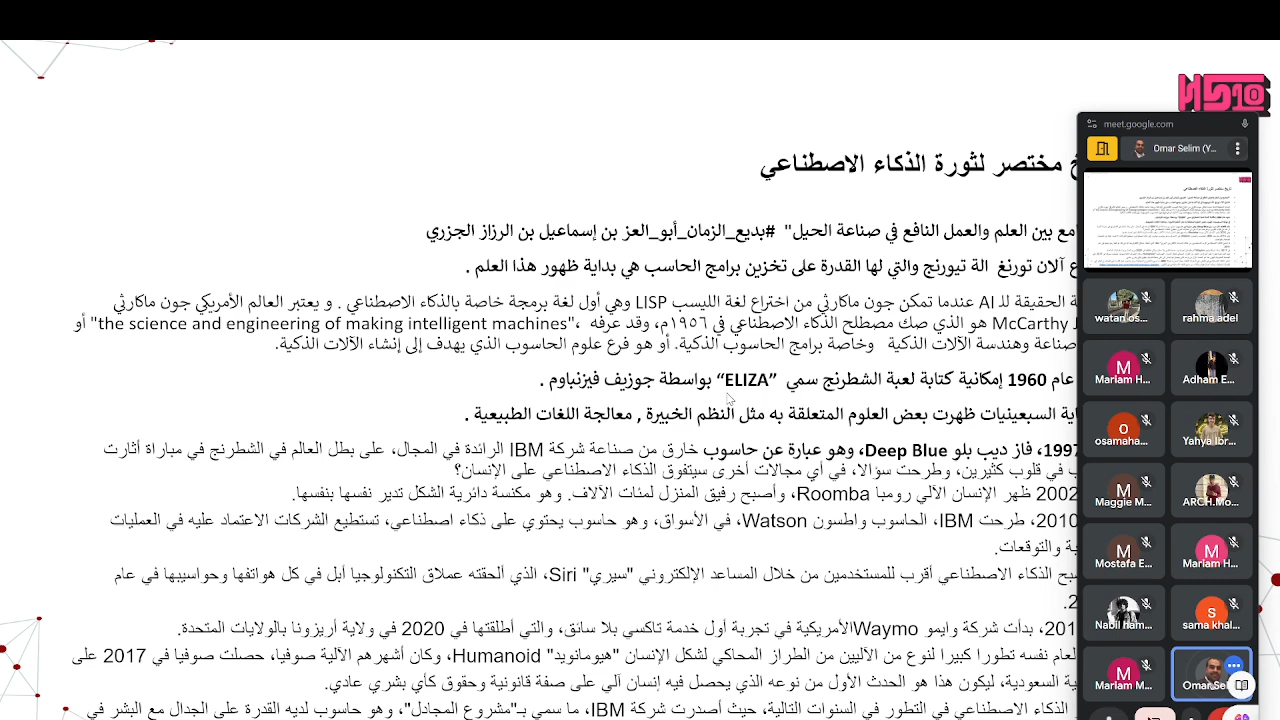 مختصر لثورة الذكاء الاصطناعي
مع بين العلم والعمل النافع في صناعة الحيل" #بديع_الزمان_أبو_العز بن إسماعيل بن الرزاز الجزري
آلان تورنغ الة تيورنج والتي لها القدرة على تخزين برامج الحاسب هي بداية ظهور هذا العلم .
الحقيقة للـ AI عندما تمكن جون ماكارثي من اختراع لغة الليسب LISP وهي أول لغة برمجة خاصة بالذكاء الاصطناعي . و يعتبر العالم الأمريكي جون ماكارثي
McCarthy J هو الذي صك مصطلح الذكاء الاصطناعي في ١٩٥٦م، وقد عرفه ،"the science and engineering of making intelligent machines" أو
صناعة وهندسة الآلات الذكية وخاصة برامج الحاسوب الذكية. أو هو فرع علوم الحاسوب الذي يهدف إلى إنشاء الآلات الذكية.
عام 1960 إمكانية كتابة لعبة الشطرنج سمي “ELIZA” بواسطة جوزيف فيزنباوم .
ية السبعينيات ظهرت بعض العلوم المتعلقة به مثل النظم الخبيرة , معالجة اللغات الطبيعية .
1997، فاز ديب بلو Deep Blue، وهو عبارة عن حاسوب خارق من صناعة شركة IBM الرائدة في المجال، على بطل العالم في الشطرنج في مباراة أثارت
في قلوب كثيرين، وطرحت سؤالا، في أي مجالات أخرى سيتفوق الذكاء الاصطناعي على الإنسان؟
2002 ظهر الإنسان الآلي رومبا Roomba، وأصبح رفيق المنزل لمئات الآلاف. وهو مكنسة دائرية الشكل تدير نفسها بنفسها.
2010، طرحت IBM، الحاسوب واطسون Watson، في الأسواق، وهو حاسوب يحتوي على ذكاء اصطناعي، تستطيع الشركات الاعتماد عليه في العمليات
ية والتوقعات.
بح الذكاء الاصطناعي أقرب للمستخدمين من خلال المساعد الإلكتروني "سيري" Siri، الذي ألحقته عملاق التكنولوجيا أبل في كل هواتفها وحواسيبها في عام
بدأت شركة وايمو Waymoالأمريكية في تجربة أول خدمة تاكسي بلا سائق، والتي أطلقتها في 2020 في ولاية أريزونا بالولايات المتحدة.
العام نفسه تطورا كبيرا لنوع من الآليين من الطراز المحاكي لشكل الإنسان "هيومانويد" Humanoid، وكان أشهرهم الآلية صوفيا، حصلت صوفيا في 2017 على
ية السعودية، ليكون هذا هو الحدث الأول من نوعه الذي يحصل فيه إنسان آلي على صفة قانونية وحقوق كأي بشري عادي.
الذكاء الاصطناعي في التطور في السنوات التالية، حيث أصدرت شركة IBM، ما سمي بـ"مشروع المجادل"، وهو حاسوب لديه القدرة على الجدال مع البشر في
meet.google.com
Omar Selim (Y...
watan os...
rahma adel
M
Mariam H...
Adham E...
O
osamaha...
Yahya Ibr...
M
Maggie M...
ARCH.Mo...
M
Mostafa E...
M
Mariam H...
Nabil ham...
S
sama khal...
M
Mariam M...
Omar Sel